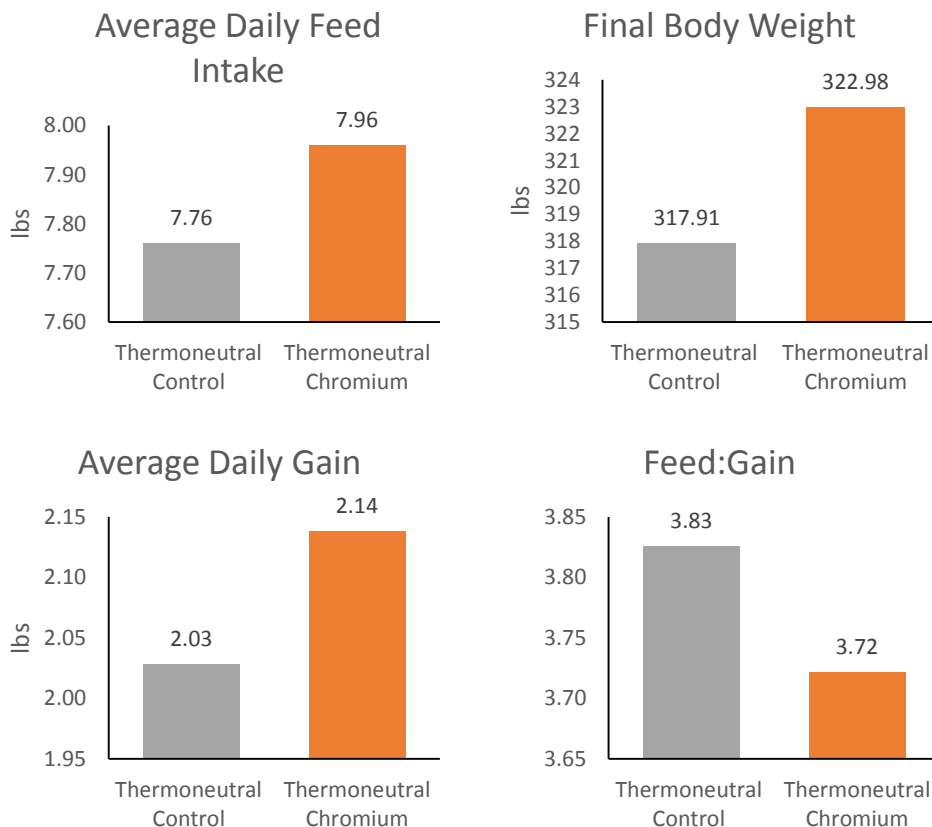 Average Daily Feed
Intake
8.00
7.90
7.80
7.70
7.60
lbs
7.76
7.96
Thermoneutral
Control
Thermoneutral
Chromium
Final Body Weight
324
323
322
321
320
319
318
317
316
315
lbs
317.91
322.98
Thermoneutral
Control
Thermoneutral
Chromium
Average Daily Gain
2.15
2.10
2.05
2.00
1.95
lbs
2.03
2.14
Thermoneutral
Control
Thermoneutral
Chromium
Feed:Gain
3.85
3.80
3.75
3.70
3.65
3.83
3.72
Thermoneutral
Control
Thermoneutral
Chromium